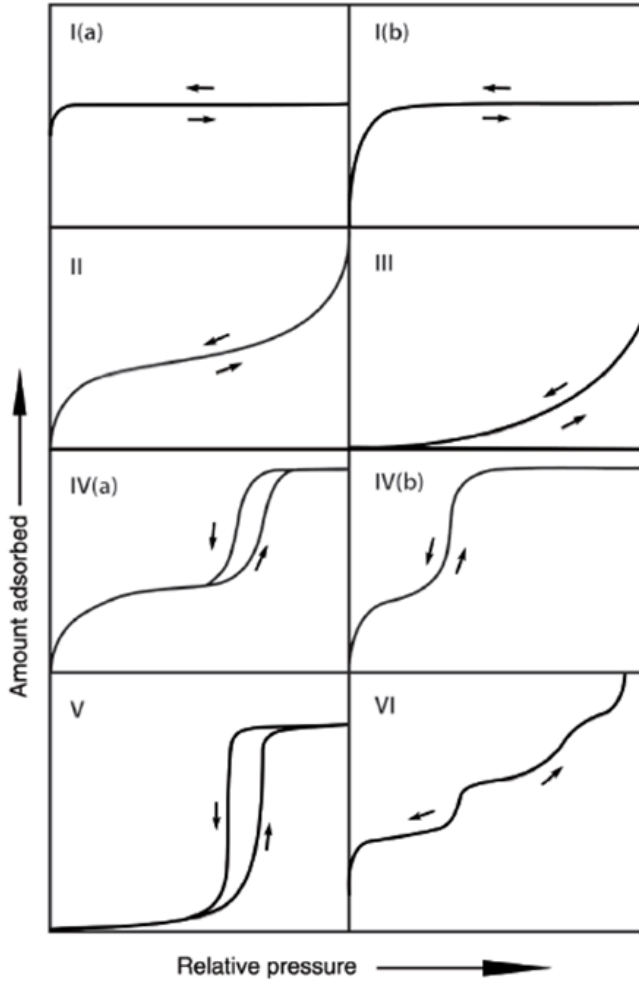 I(a)
I(b)
II
III
IV(a)
IV(b)
V
VI
Amount adsorbed
Relative pressure